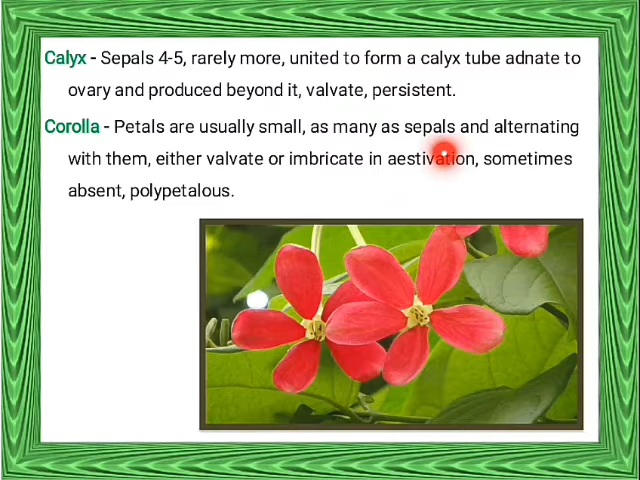 Calyx - Sepals 4-5, rarely more, united to form a calyx tube adnate to
ovary and produced beyond it, valvate, persistent.
Corolla - Petals are usually small, as many as sepals and alternating
with them, either valvate or imbricate in aestivation, sometimes
absent, polypetalous.